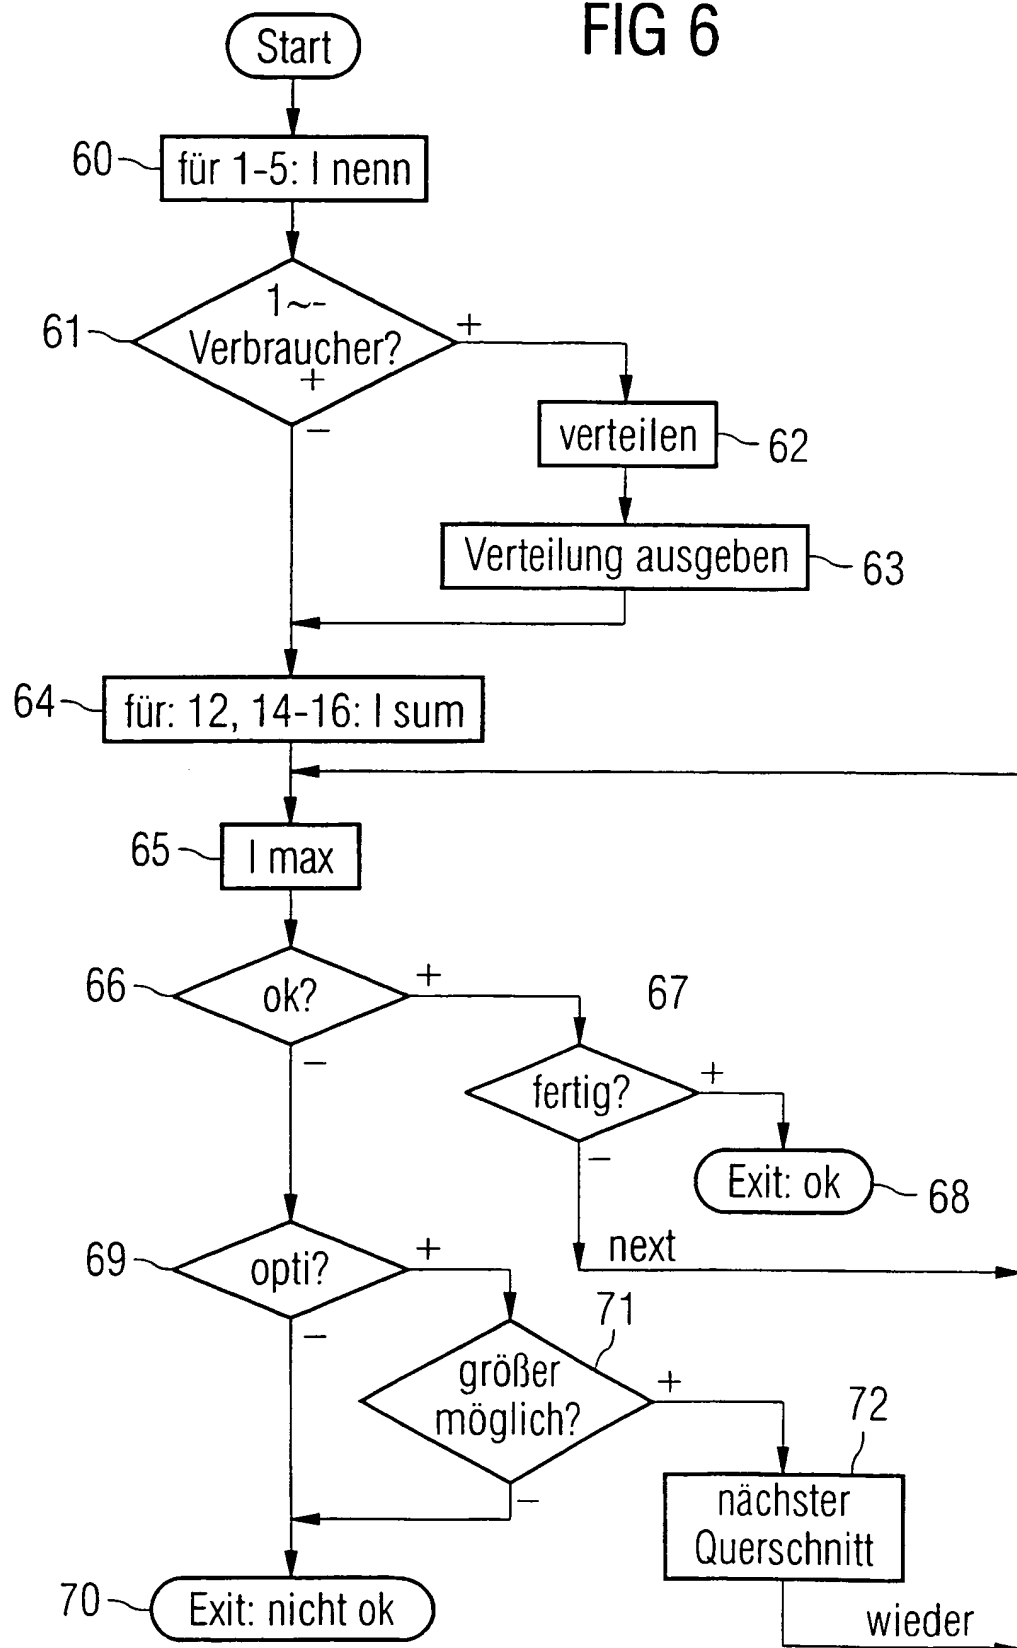 FIG 6
Start
60
für 1-5: I nenn
61
1~-
Verbraucher?
+
+
–
verteilen
62
Verteilung ausgeben
63
64
für: 12, 14-16: I sum
65
I max
66
ok?
+
–
67
fertig?
+
–
Exit: ok
68
next
69
opti?
+
–
71
größer
möglich?
+
–
72
nächster
Querschnitt
70
Exit: nicht ok
wieder